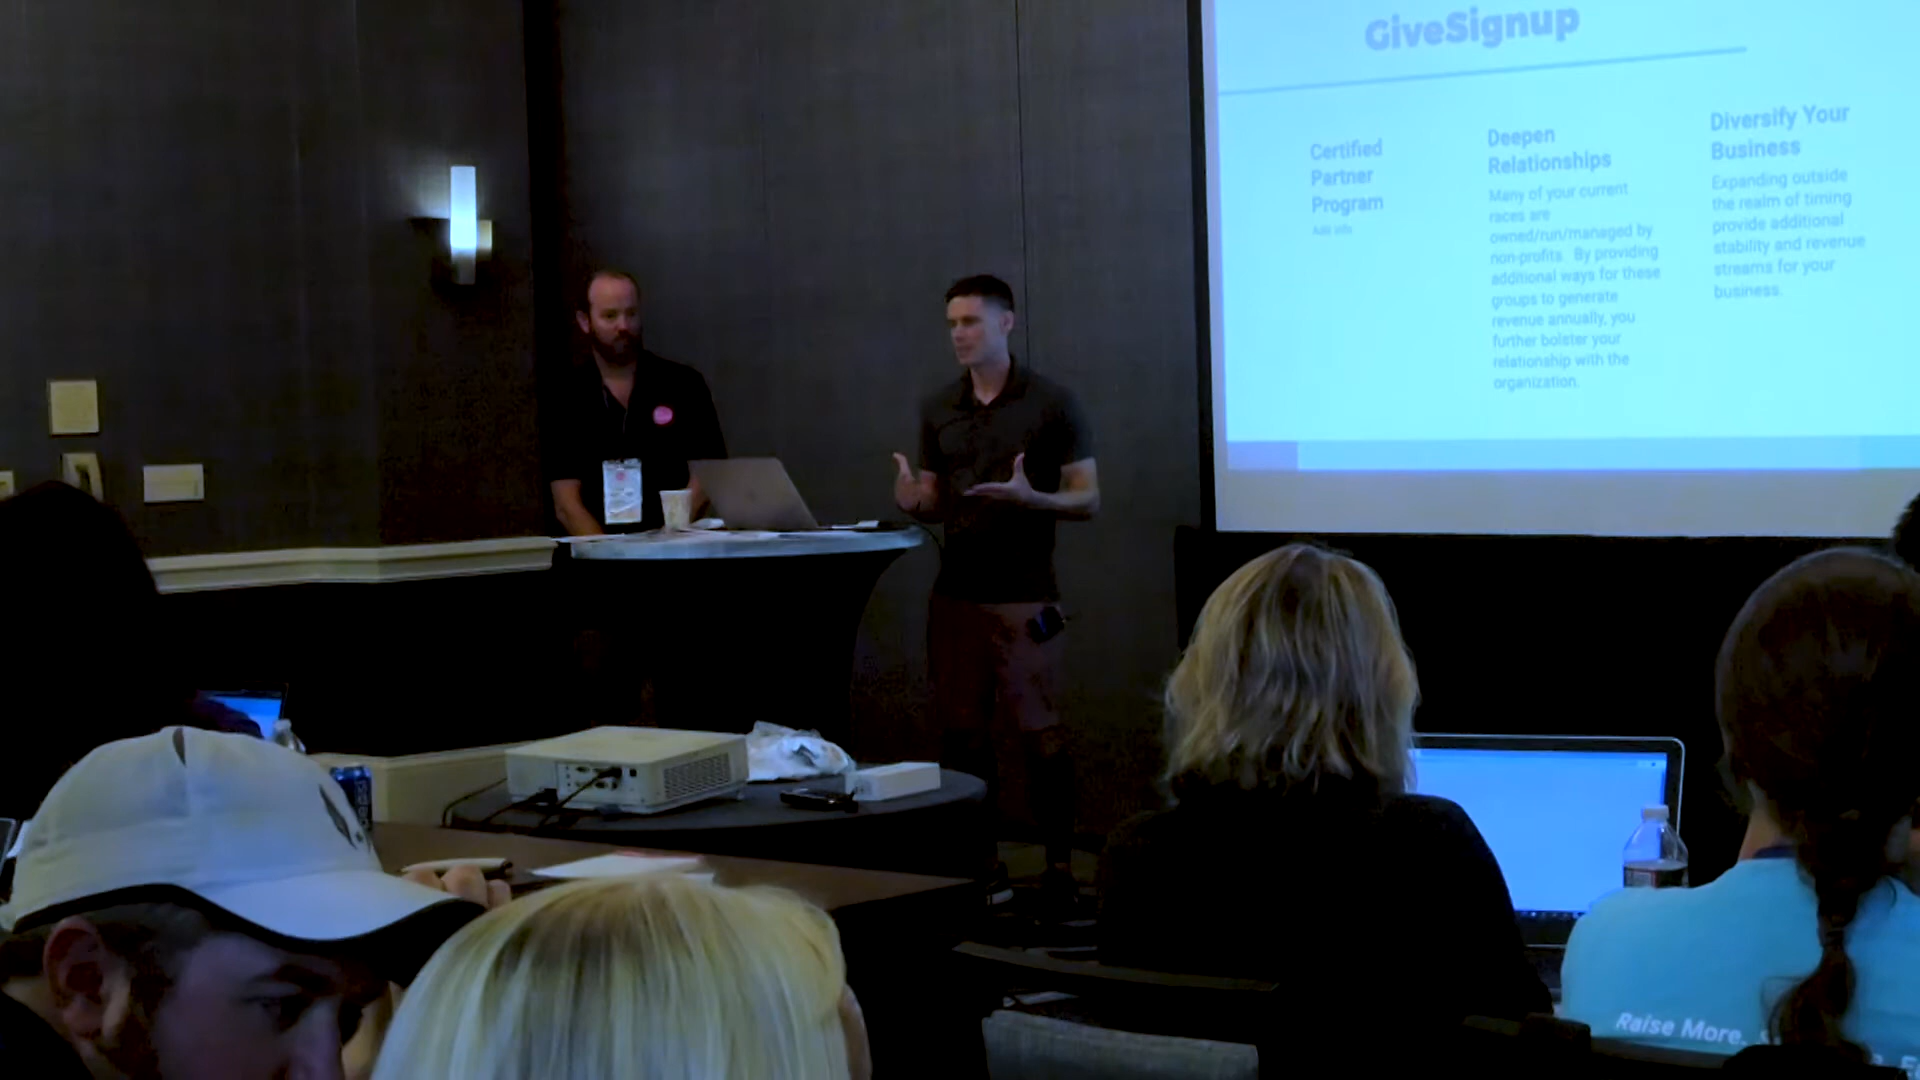 GiveSignup
Certified
Partner
Program
Add info
Deepen
Relationships
Many of your current
races are
owned/run/managed by
non-profits. By providing
additional ways for these
groups to generate
revenue annually, you
further bolster your
relationship with the
organization.
Diversify Your
Business
Expanding outside
the realm of timing
provide additional
stability and revenue
streams for your
business.
Raise More.